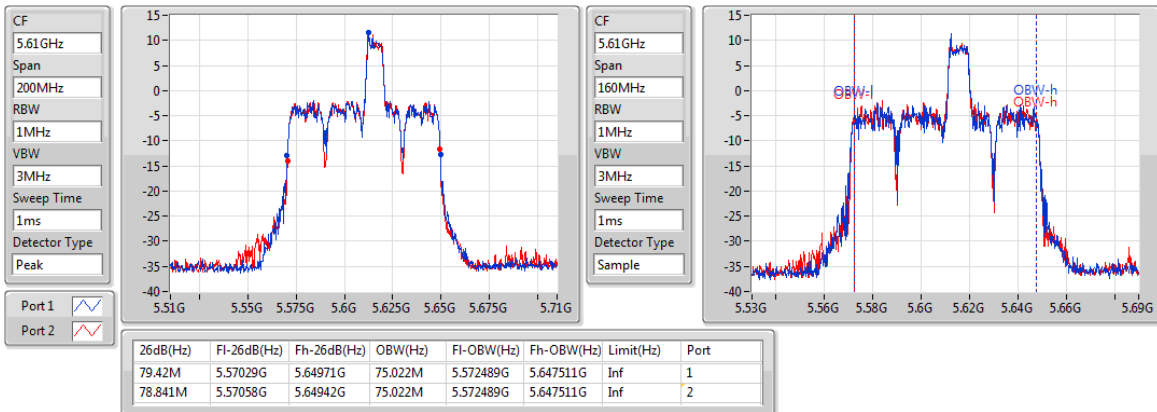 CF
5.61GHz
Span
200MHz
RBW
1MHz
VBW
3MHz
Sweep Time
1ms
Detector Type
Peak
Port 1
Port 2
15
10
5
0
-5
-10
-15
-20
-25
-30
-35
-40
5.51G 5.55G 5.575G 5.6G 5.625G 5.65G 5.71G
CF
5.61GHz
Span
160MHz
RBW
1MHz
VBW
3MHz
Sweep Time
1ms
Detector Type
Sample
15
10
5
0
-5
-10
-15
-20
-25
-30
-35
-40
OBW-l
OBW-l
OBW-h
OBW-h
5.53G 5.56G 5.58G 5.6G 5.62G 5.64G 5.66G 5.69G
26dB(Hz) Fl-26dB(Hz) Fh-26dB(Hz) OBW(Hz) Fl-OBW(Hz) Fh-OBW(Hz) Limit(Hz) Port
79.42M 5.57029G 5.64971G 75.022M 5.572489G 5.647511G Inf 1
78.841M 5.57058G 5.64942G 75.022M 5.572489G 5.647511G Inf 2